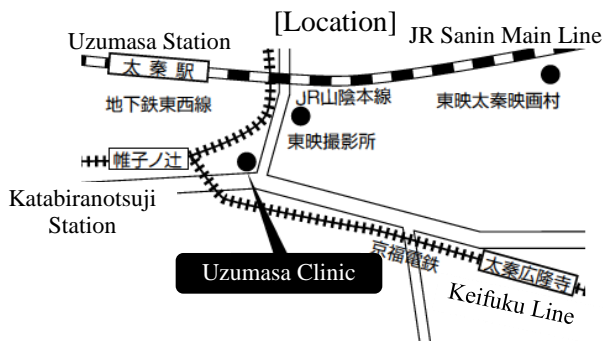 [Location]
Uzumasa Station
JR Sanin Main Line
太秦駅
地下鉄東西線
JR山陰本線
東映太秦映画村
東映撮影所
帷子ノ辻
Katabiranotsuji
Station
Uzumasa Clinic
京福電鉄
太秦広隆寺
Keifuku Line